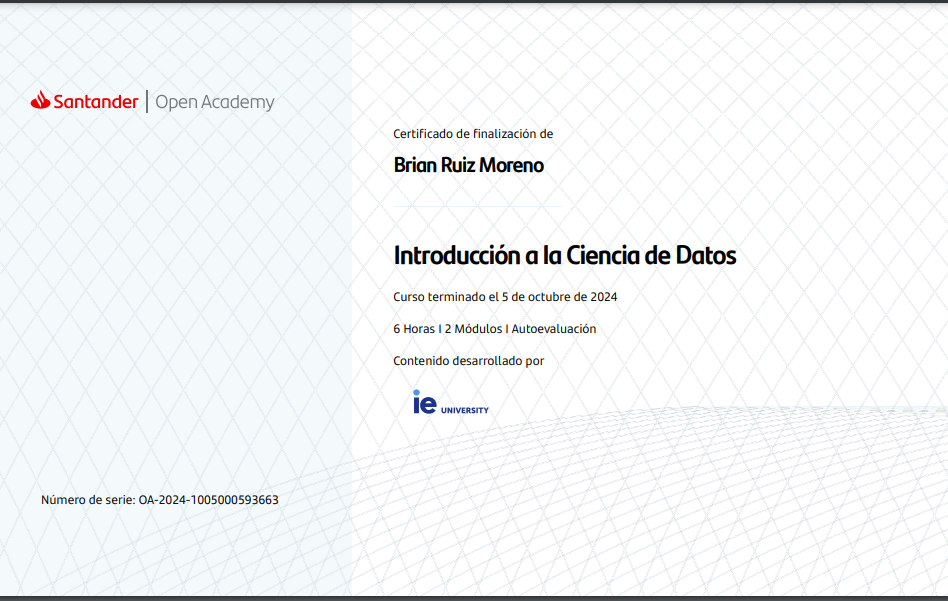 Santander | Open Academy
Certificado de finalización de
Brian Ruiz Moreno
Introducción a la Ciencia de Datos
Curso terminado el 5 de octubre de 2024
6 Horas I 2 Módulos I Autoevaluación
Contenido desarrollado por
ie UNIVERSITY
Número de serie: OA-2024-1005000593663